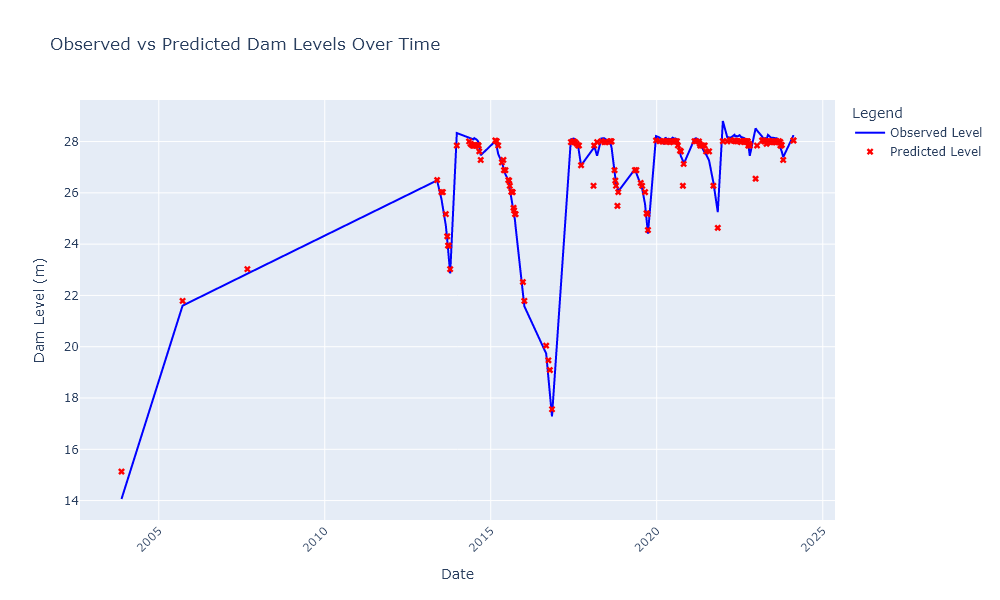 Observed vs Predicted Dam Levels Over Time
Legend
Observed Level
Predicted Level
Dam Level (m)
28
26
24
22
20
18
16
14
2005
2010
2015
2020
2025
Date